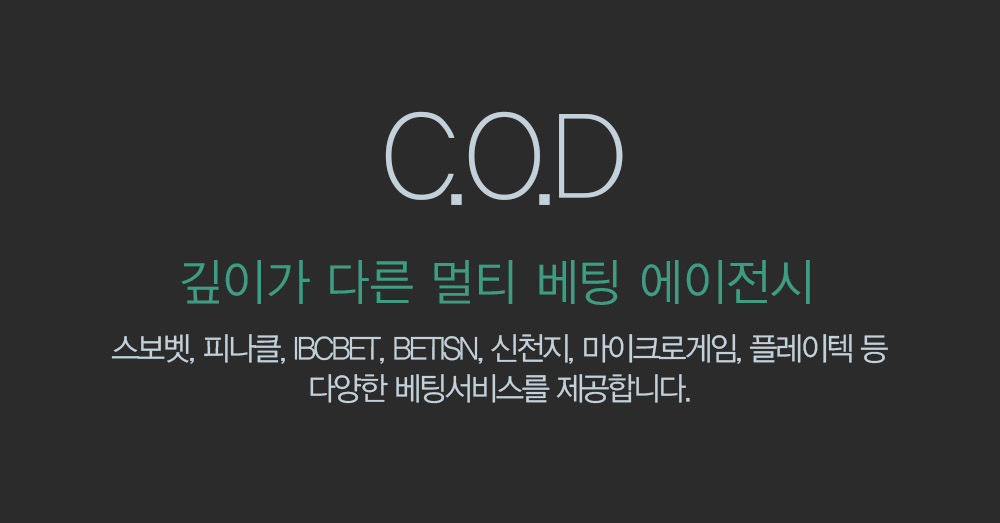 C.O.D
깊이가 다른 멀티 베팅 에이전시
스보벳, 피나클, IBCBET, BETISN, 신천지, 마이크로게임, 플레이텍 등
다양한 베팅서비스를 제공합니다.